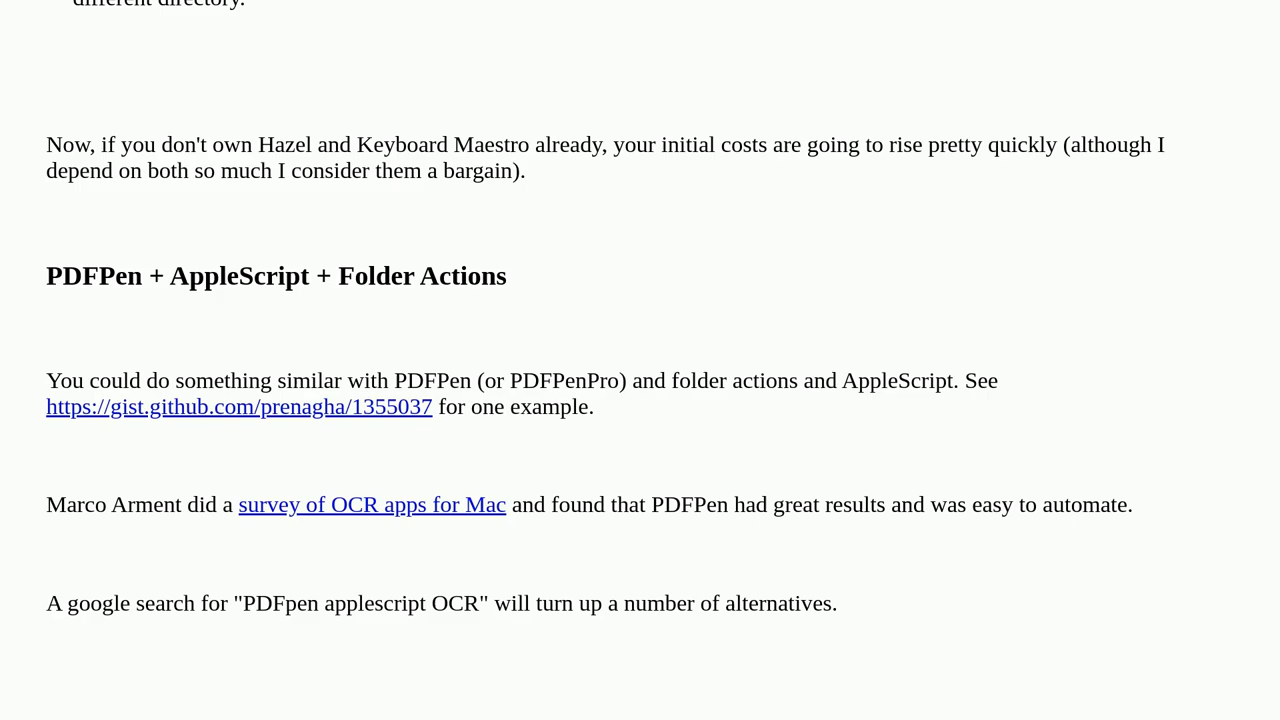 different directory.
Now, if you don't own Hazel and Keyboard Maestro already, your initial costs are going to rise pretty quickly (although I
depend on both so much I consider them a bargain).
PDFPen + AppleScript + Folder Actions
You could do something similar with PDFPen (or PDFPenPro) and folder actions and AppleScript. See
https://gist.github.com/prenagha/1355037 for one example.
Marco Arment did a survey of OCR apps for Mac and found that PDFPen had great results and was easy to automate.
A google search for "PDFpen applescript OCR" will turn up a number of alternatives.